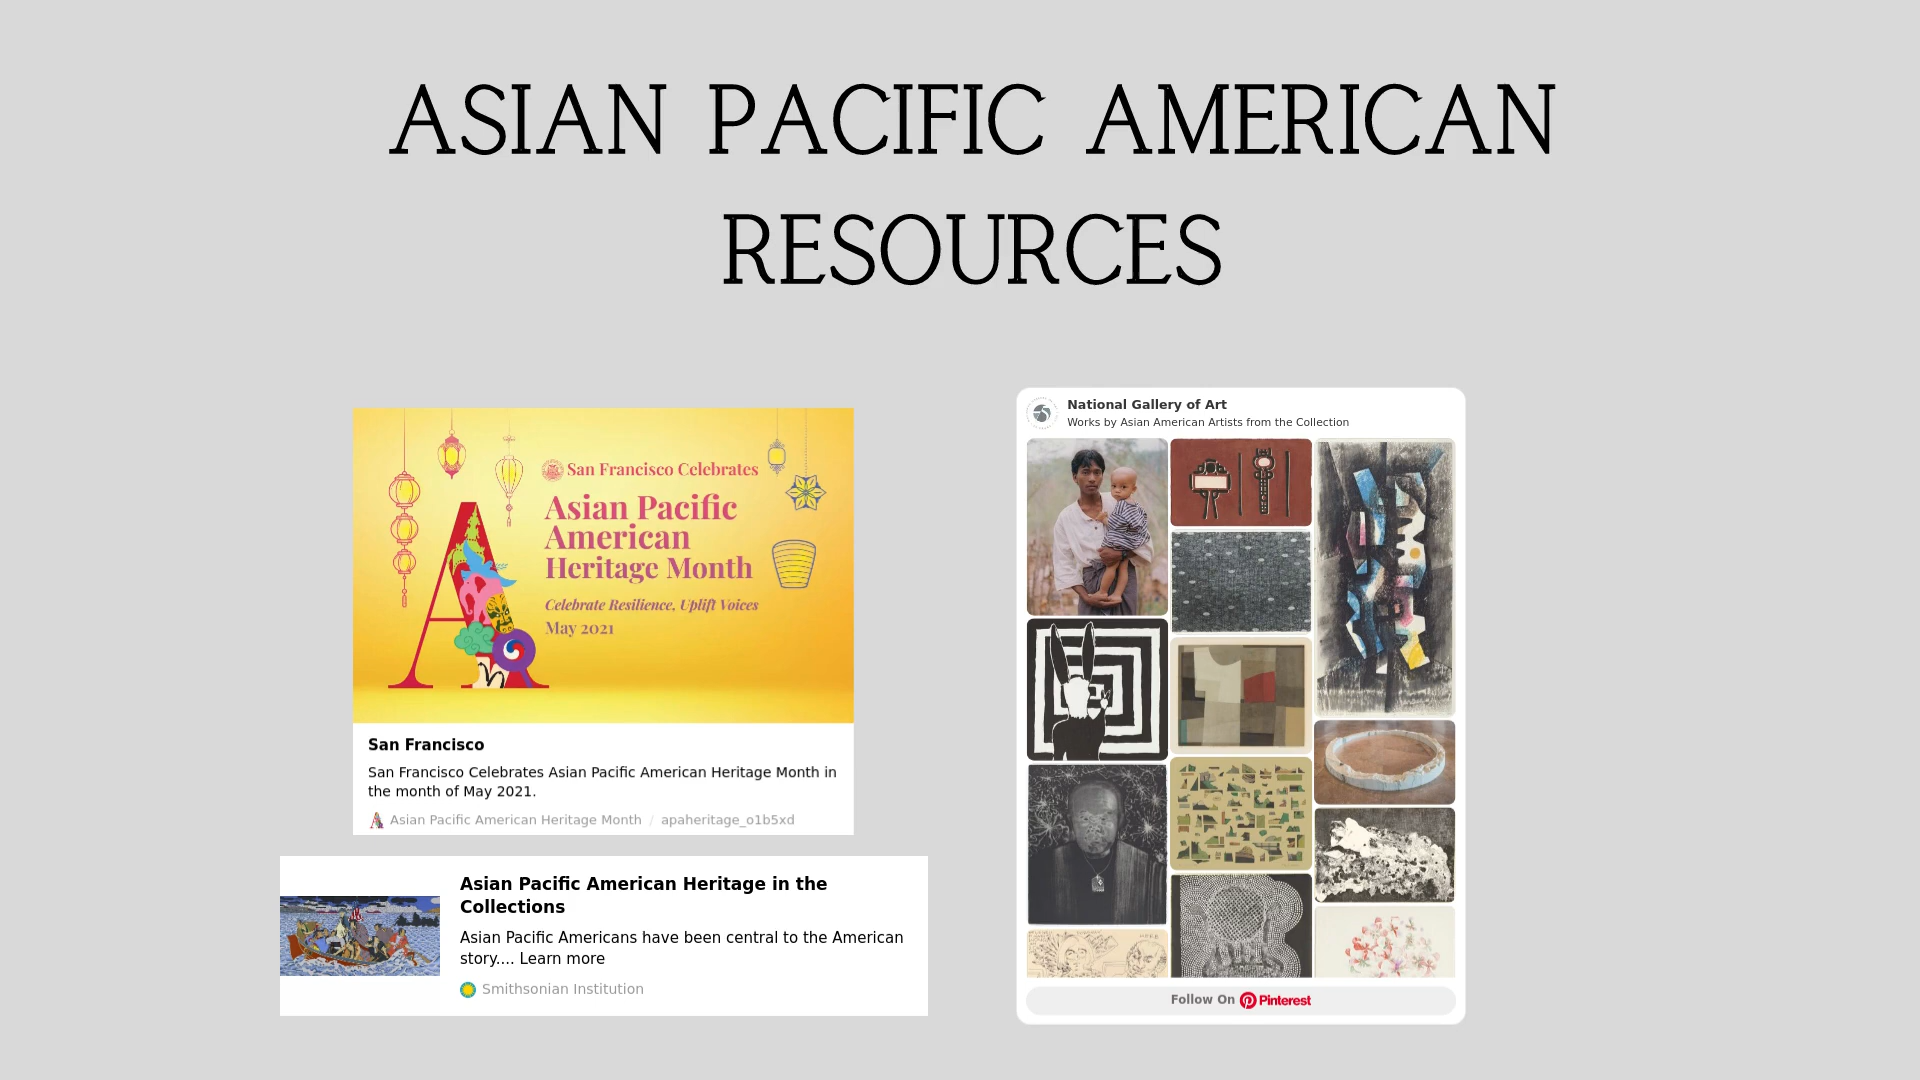 ASIAN PACIFIC AMERICAN
RESOURCES
San Francisco Celebrates
Asian Pacific
American
Heritage Month
Celebrate Resilience, Uplift Voices
May 2021
San Francisco
San Francisco Celebrates Asian Pacific American Heritage Month in
the month of May 2021.
Asian Pacific American Heritage Month / apaheritage_o1b5xd
Asian Pacific American Heritage in the
Collections
Asian Pacific Americans have been central to the American
story.... Learn more
Smithsonian Institution
National Gallery of Art
Works by Asian American Artists from the Collection
Follow On Pinterest